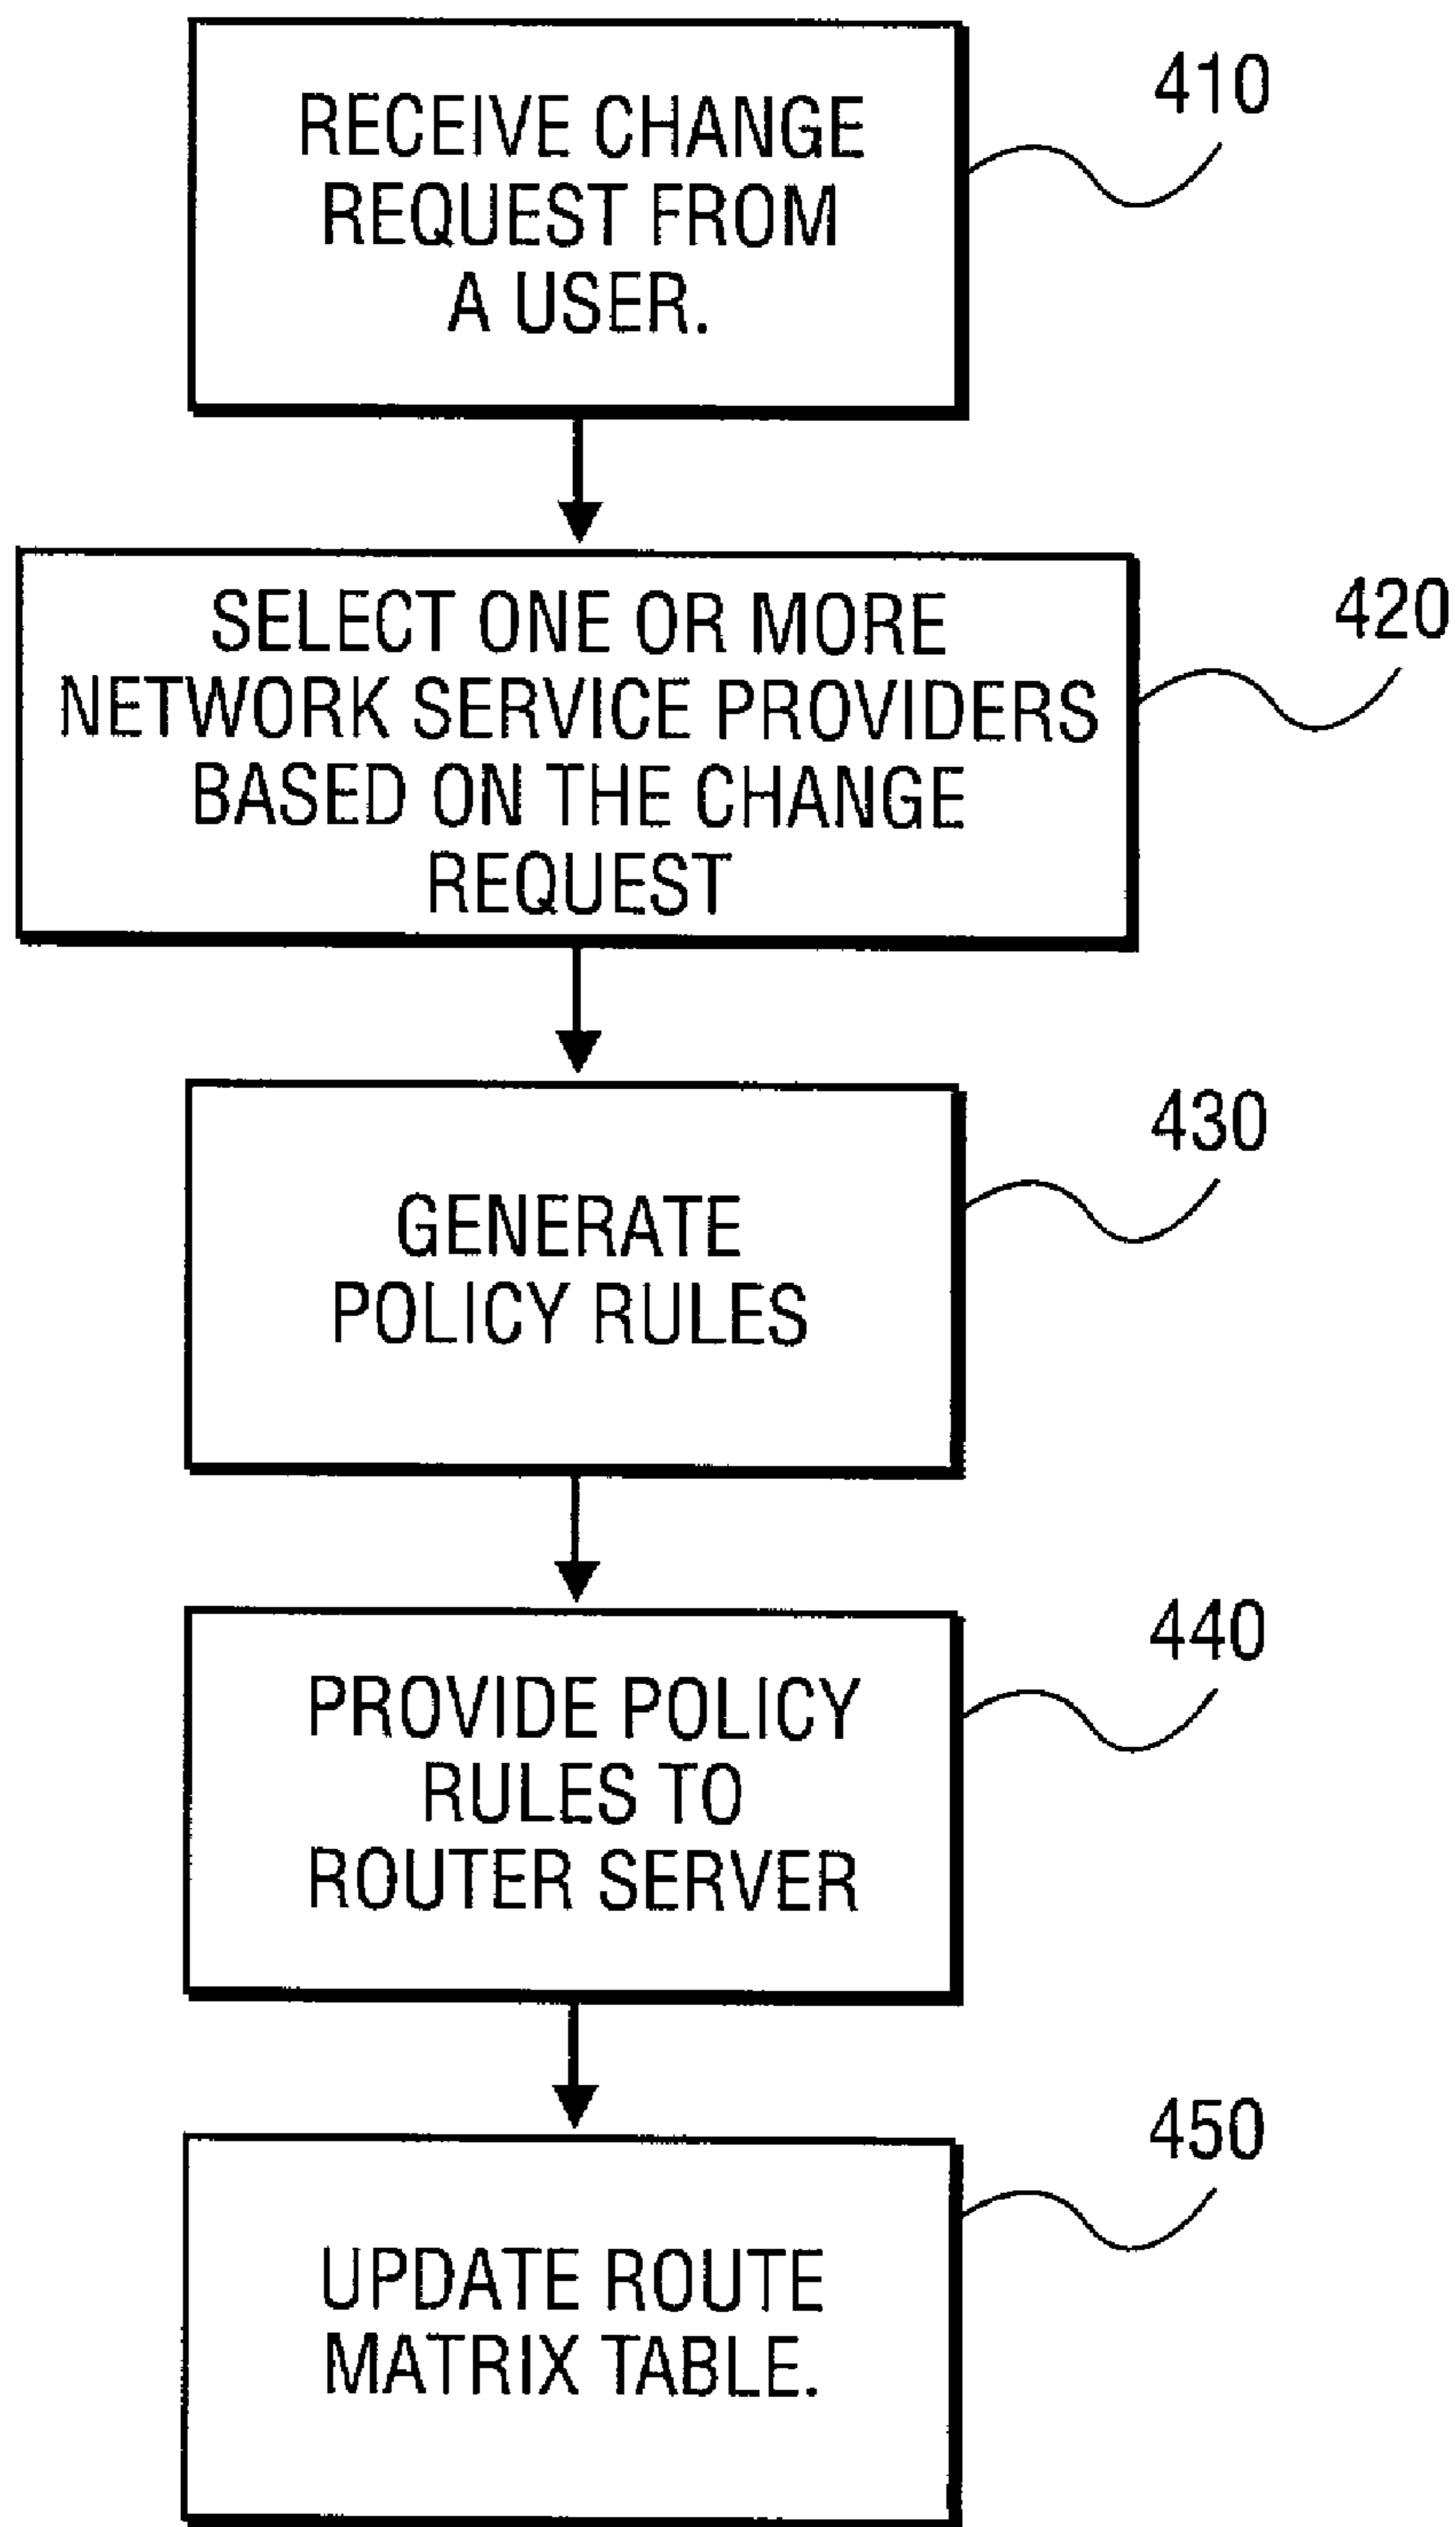 RECEIVE CHANGE
REQUEST FROM
A USER.
410
SELECT ONE OR MORE
NETWORK SERVICE PROVIDERS
BASED ON THE CHANGE
REQUEST
420
GENERATE
POLICY RULES
430
PROVIDE POLICY
RULES TO
ROUTER SERVER
440
UPDATE ROUTE
MATRIX TABLE.
450